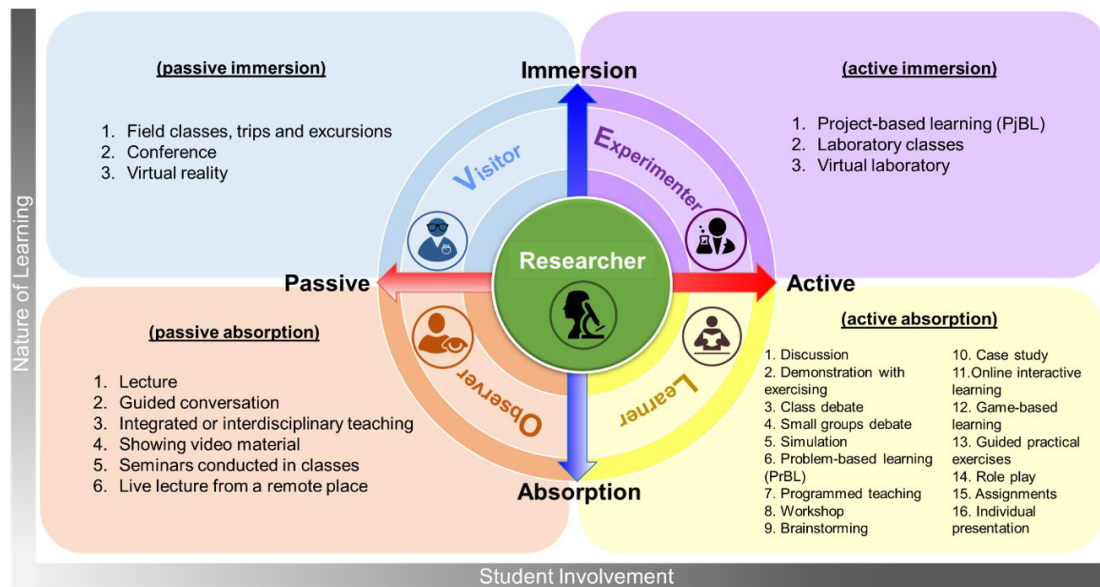 Nature of Learning
(passive immersion)
1. Field classes, trips and excursions
2. Conference
3. Virtual reality
Immersion
(active immersion)
1. Project-based learning (PjBL)
2. Laboratory classes
3. Virtual laboratory
Visitor
Experimenter
Passive
Researcher
Active
(passive absorption)
1. Lecture
2. Guided conversation
3. Integrated or interdisciplinary teaching
4. Showing video material
5. Seminars conducted in classes
6. Live lecture from a remote place
Observer
Learner
Absorption
(active absorption)
1. Discussion
2. Demonstration with
exercising
3. Class debate
4. Small groups debate
5. Simulation
6. Problem-based learning
(PrBL)
7. Programmed teaching
8. Workshop
9. Brainstorming
10. Case study
11.Online interactive
learning
12. Game-based
learning
13. Guided practical
exercises
14. Role play
15. Assignments
16. Individual
presentation
Student Involvement